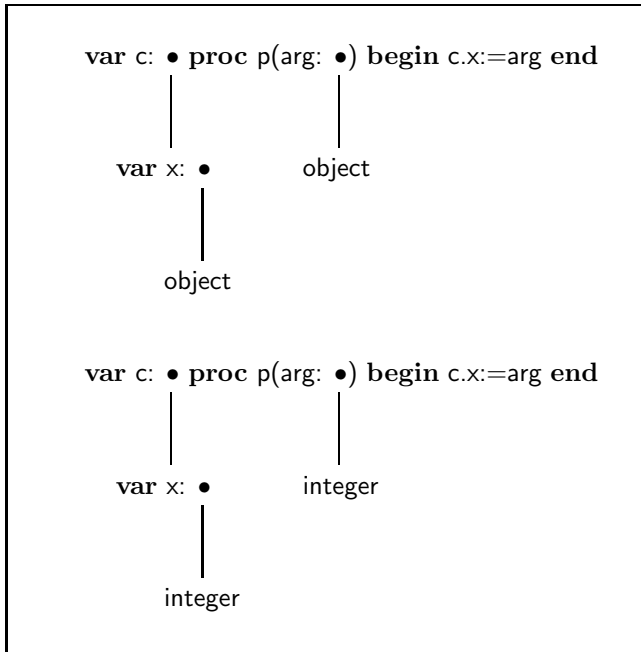 var c: • proc p(arg: •) begin c.x:=arg end
var x: • object
object
var c: • proc p(arg: •) begin c.x:=arg end
var x: • integer
integer